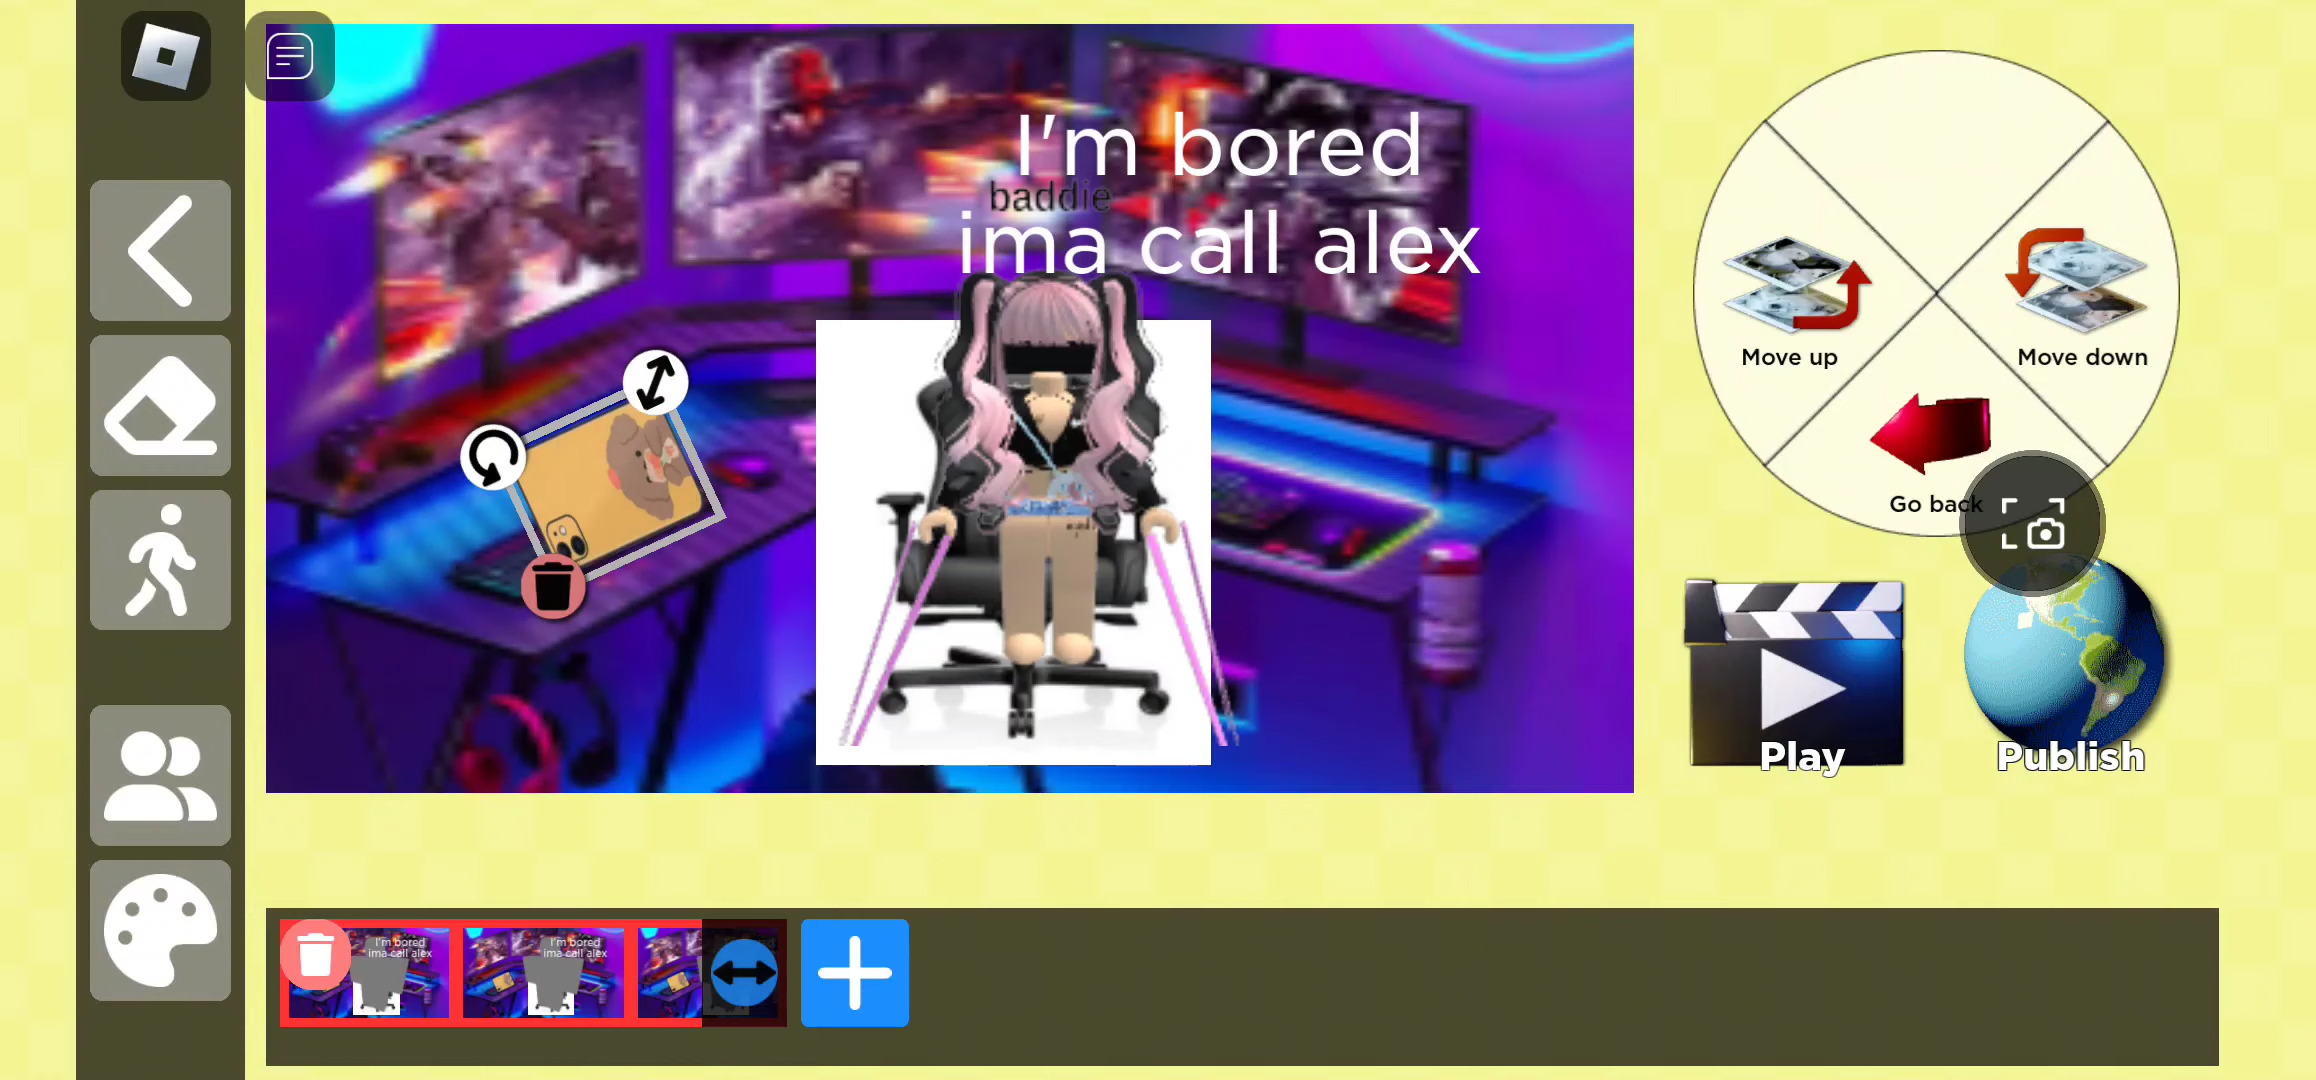 I'm bored
baddie
ima call alex
Move up
Move down
Go back
Play
Publish
I'm bored
ima call alex
I'm bored
ima call alex